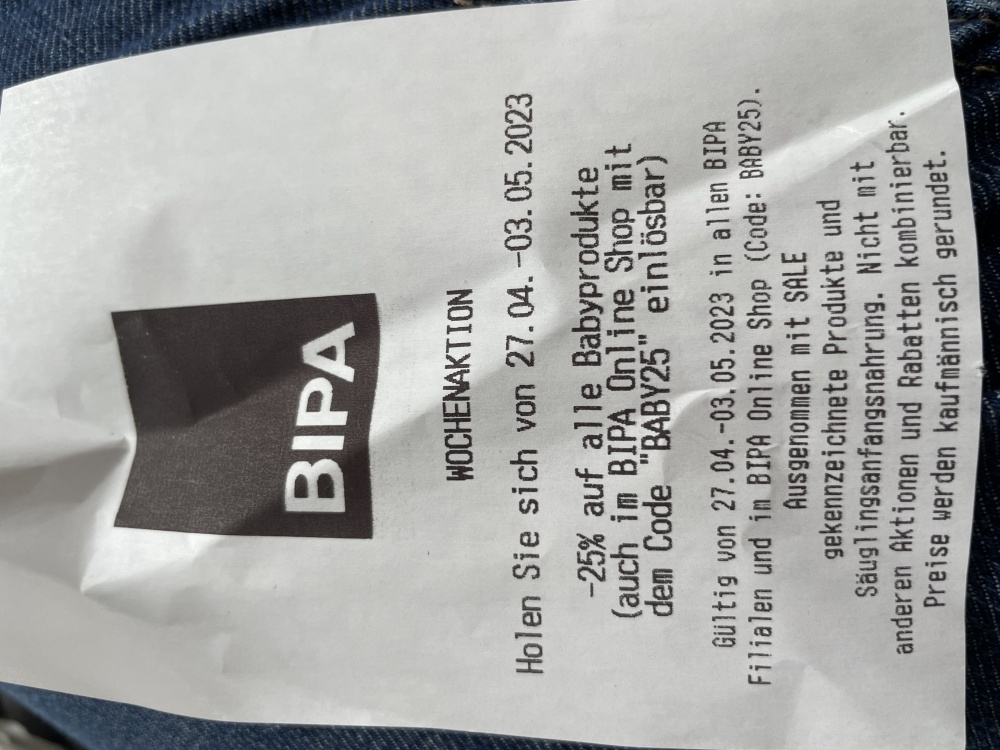 BIPA
WOCHENAKTION
Holen Sie sich von 27.04.-03.05.2023
-25% auf alle Babyprodukte
(auch im BIPA Online Shop mit
dem Code "BABY25" einlösbar)
Gültig von 27.04.-03.05.2023 in allen BIPA
Filialen und im BIPA Online Shop (Code: BABY25).
Ausgenommen mit SALE
gekennzeichnete Produkte und
Säuglingsanfangsnahrung. Nicht mit
anderen Aktionen und Rabatten kombinierbar.
Preise werden kaufmännisch gerundet.